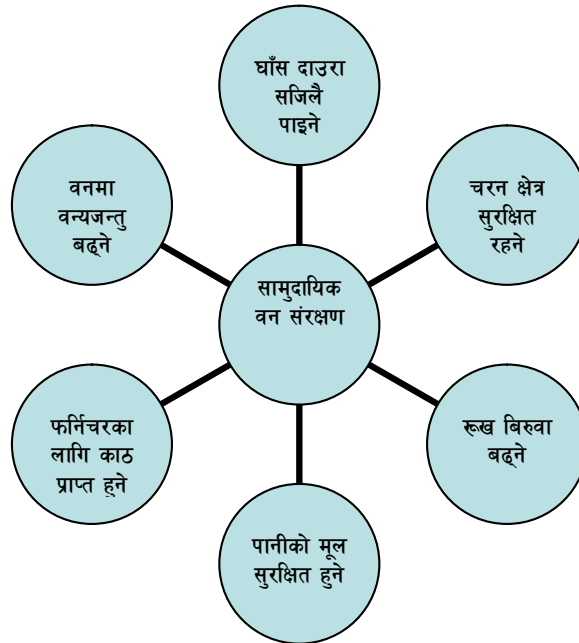 घाँस दाउरा
सजिलै
पाइने
वनमा
वन्यजन्तु
बढ्ने
चरन क्षेत्र
सुरक्षित
रहने
सामुदायिक
वन संरक्षण
फर्निचरका
लागि काठ
प्राप्त हुने
रूख बिरुवा
बढ्ने
पानीको मूल
सुरक्षित हुने